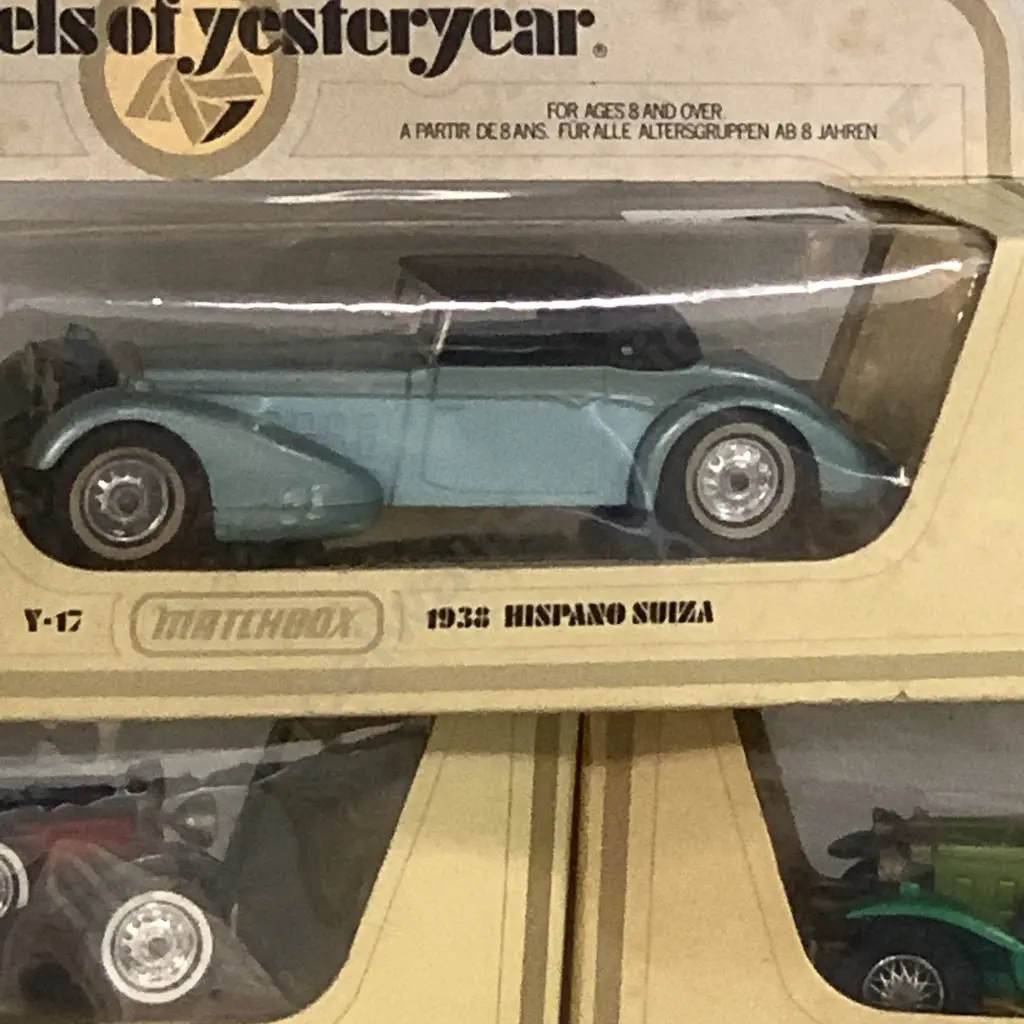 els of yesteryear®
FOR AGES 8 AND OVER.
A PARTIR DE 8 ANS. FÜR ALLE ALTERSGRUPPEN AB 8 JAHREN
Y-17 MATCHBOX 1938 HISPANO SUIZA